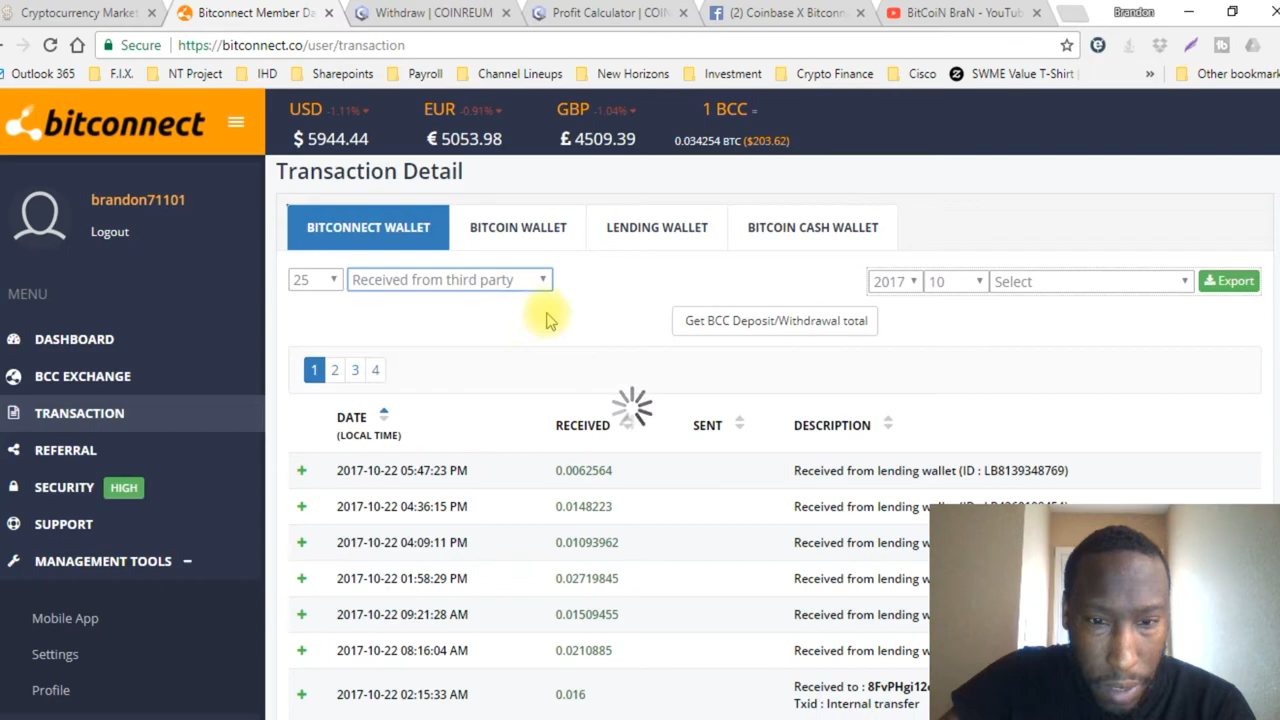 Cryptocurrency Market
Bitconnect Member Da
Withdraw | COINREUM
Profit Calculator | COIN
(2) Coinbase X Bitconn
BitCoiN BraN - YouTu
Brandon
Secure https://bitconnect.co/user/transaction
Outlook 365 F.I.X. NT Project IHD Sharepoints Payroll Channel Lineups New Horizons Investment Crypto Finance Cisco SWME Value T-Shirt » Other bookmar
bitconnect
USD -1.11% EUR -0.91% GBP -1.04% 1 BCC =
$ 5944.44 € 5053.98 £ 4509.39 0.034254 BTC ($203.62)
brandon71101
Logout
MENU
DASHBOARD
BCC EXCHANGE
TRANSACTION
REFERRAL
SECURITY HIGH
SUPPORT
MANAGEMENT TOOLS
Mobile App
Settings
Profile
Transaction Detail
BITCONNECT WALLET BITCOIN WALLET LENDING WALLET BITCOIN CASH WALLET
25 Received from third party 2017 10 Select Export
Get BCC Deposit/Withdrawal total
1 2 3 4
DATE RECEIVED SENT DESCRIPTION
(LOCAL TIME)
2017-10-22 05:47:23 PM 0.0062564 Received from lending wallet (ID : LB8139348769)
2017-10-22 04:36:15 PM 0.0148223 Received from lending
2017-10-22 04:09:11 PM 0.01093962 Received from lending w
2017-10-22 01:58:29 PM 0.02719845 Received from lending w
2017-10-22 09:21:28 AM 0.01509455 Received from lending w
2017-10-22 08:16:04 AM 0.0210885 Received from lending w
2017-10-22 02:15:33 AM 0.016 Received to : 8FvPHgi12
Txid : Internal transfer